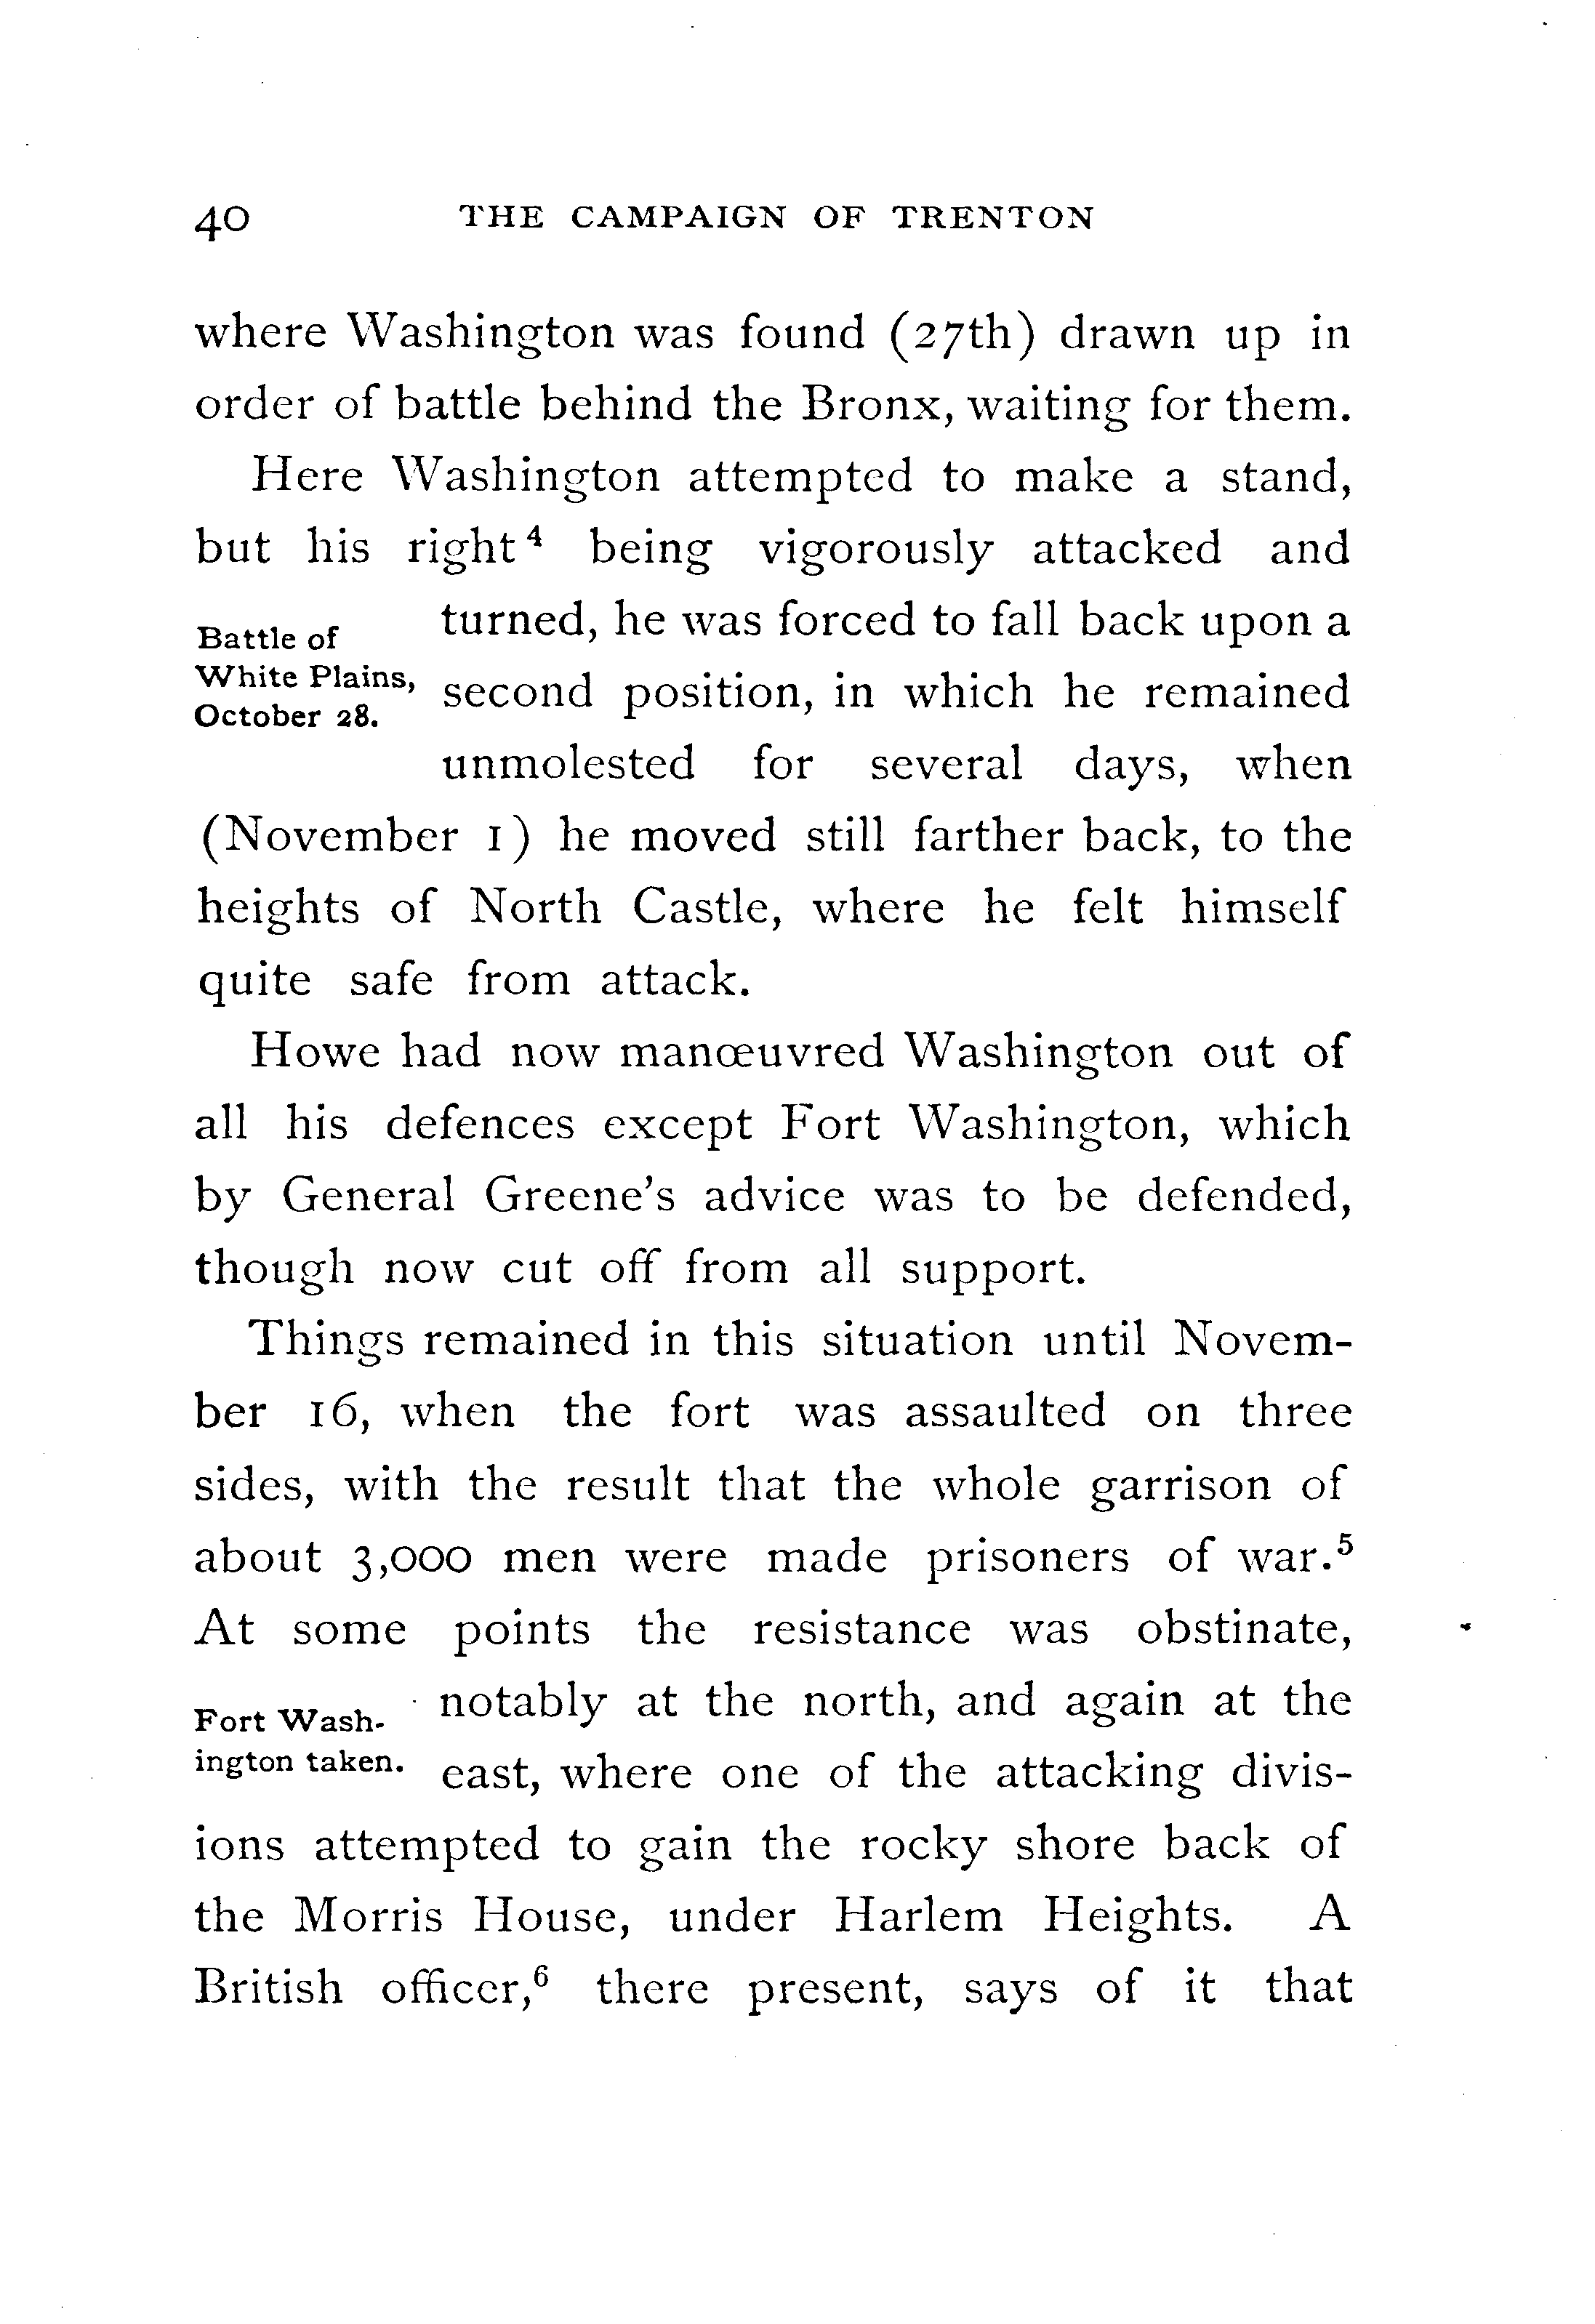 40 THE CAMPAIGN OF TRENTON
where Washington was found (27th) drawn up in
order of battle behind the Bronx, waiting for them.
Here Washington attempted to make a stand,
but his right⁴ being vigorously attacked and
Battle of
White Plains,
October 28.
turned, he was forced to fall back upon a
second position, in which he remained
unmolested for several days, when
(November 1) he moved still farther back, to the
heights of North Castle, where he felt himself
quite safe from attack.
Howe had now manœuvred Washington out of
all his defences except Fort Washington, which
by General Greene's advice was to be defended,
though now cut off from all support.
Things remained in this situation until Novem-
ber 16, when the fort was assaulted on three
sides, with the result that the whole garrison of
about 3,000 men were made prisoners of war.⁵
At some points the resistance was obstinate,
Fort Wash-
ington taken.
notably at the north, and again at the
east, where one of the attacking divis-
ions attempted to gain the rocky shore back of
the Morris House, under Harlem Heights. A
British officer,⁶ there present, says of it that